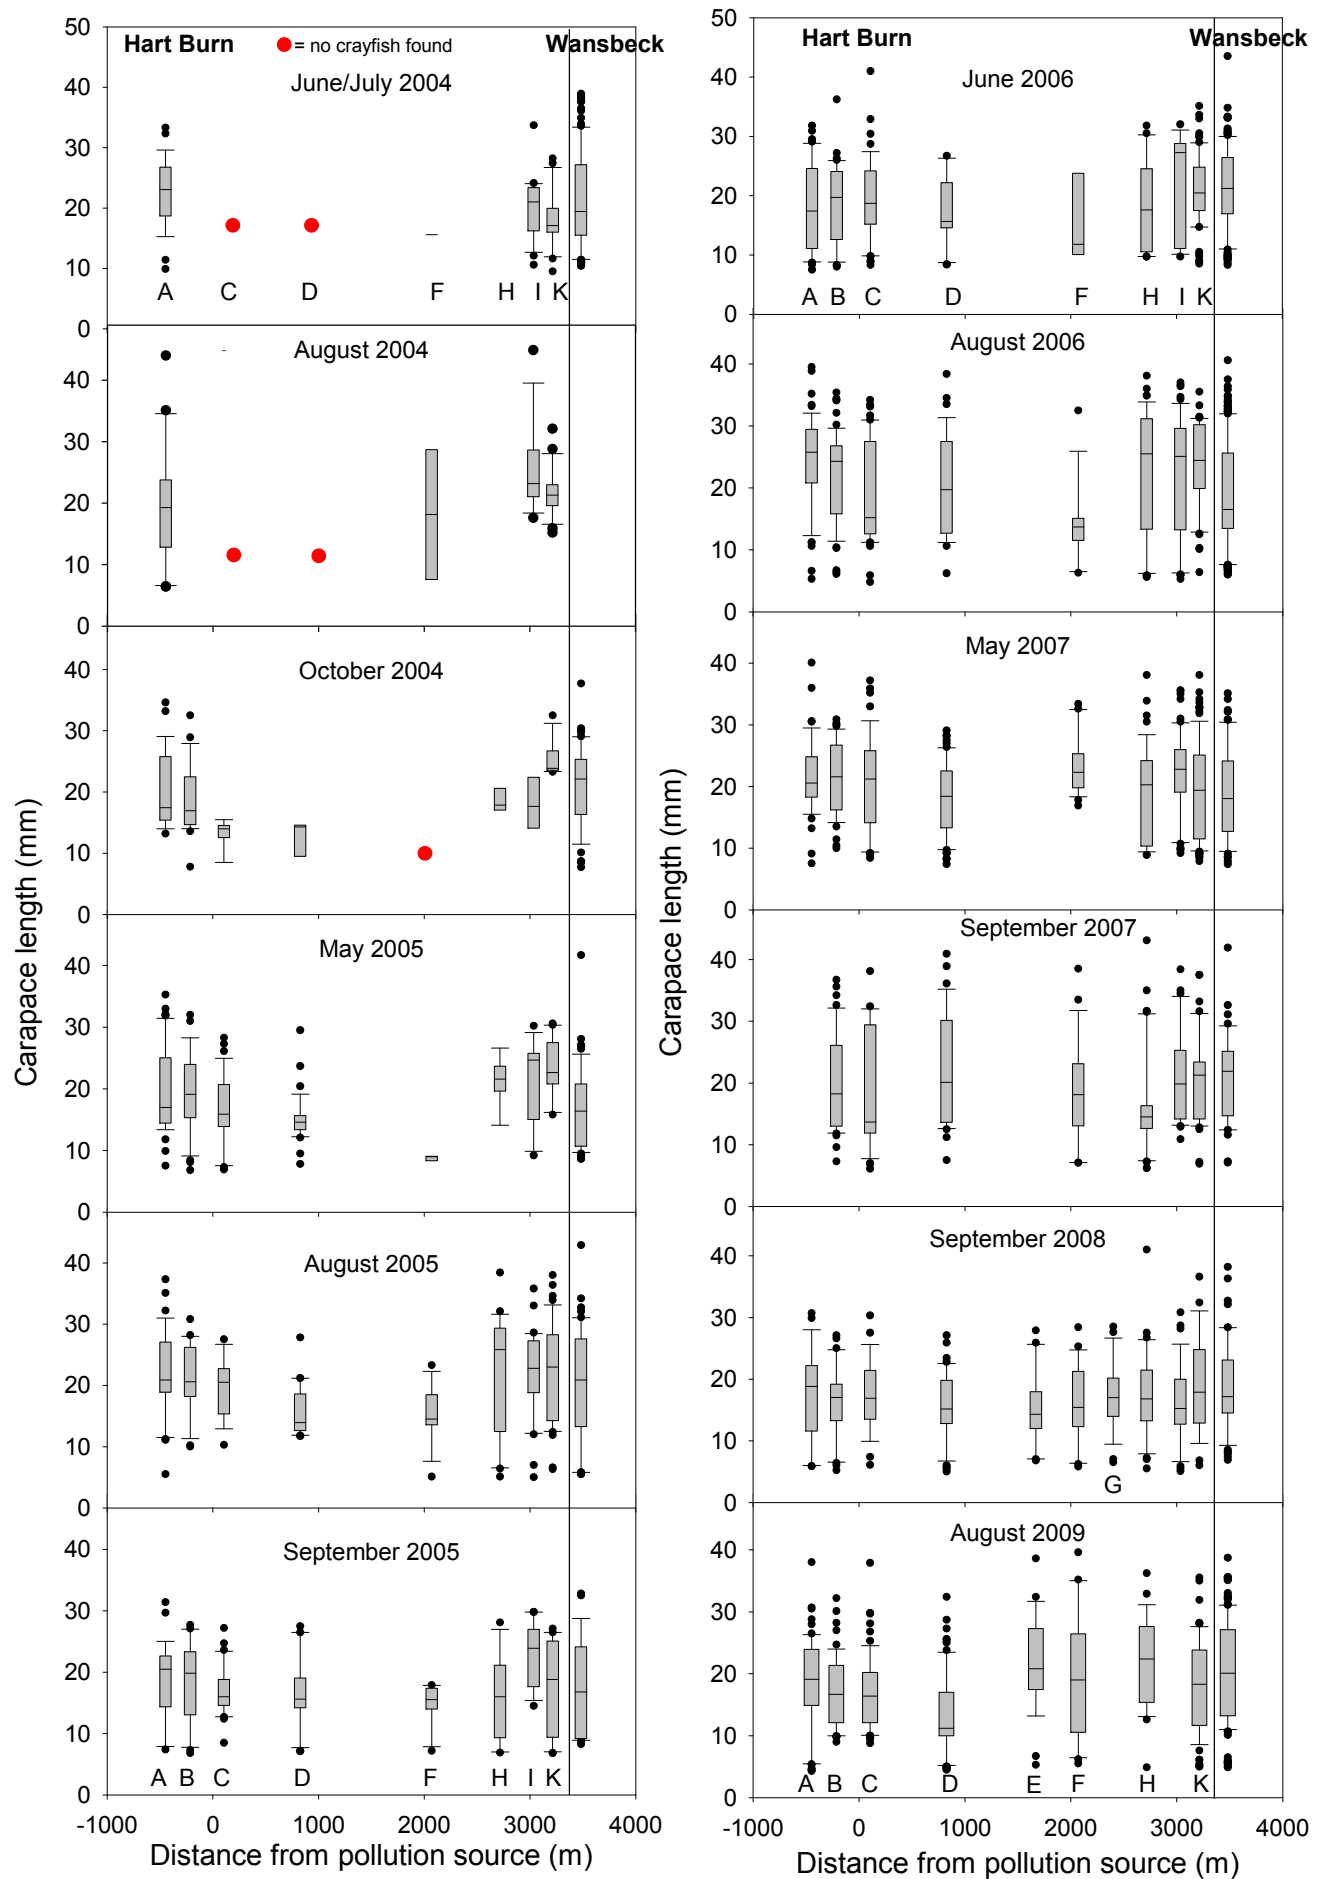 Hart Burn
= no crayfish found
Wansbeck
June/July 2004
50
40
30
20
10
0
A C D F H I K
August 2004
40
30
20
10
0
October 2004
40
30
20
10
0
May 2005
40
30
20
10
0
August 2005
40
30
20
10
0
September 2005
40
30
20
10
0
A B C D F H I K
-1000 0 1000 2000 3000 4000
Distance from pollution source (m)
Carapace length (mm)
Hart Burn
Wansbeck
June 2006
50
40
30
20
10
0
A B C D F H I K
August 2006
40
30
20
10
0
May 2007
40
30
20
10
0
September 2007
40
30
20
10
0
September 2008
40
30
20
10
0
G
August 2009
40
30
20
10
0
A B C D E F H K
-1000 0 1000 2000 3000 4000
Distance from pollution source (m)
Carapace length (mm)